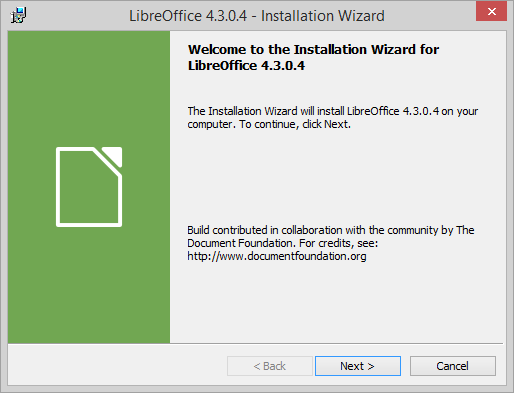 LibreOffice 4.3.0.4 - Installation Wizard
Welcome to the Installation Wizard for
LibreOffice 4.3.0.4
The Installation Wizard will install LibreOffice 4.3.0.4 on your
computer. To continue, click Next.
Build contributed in collaboration with the community by The
Document Foundation. For credits, see:
http://www.documentfoundation.org
< Back
Next >
Cancel